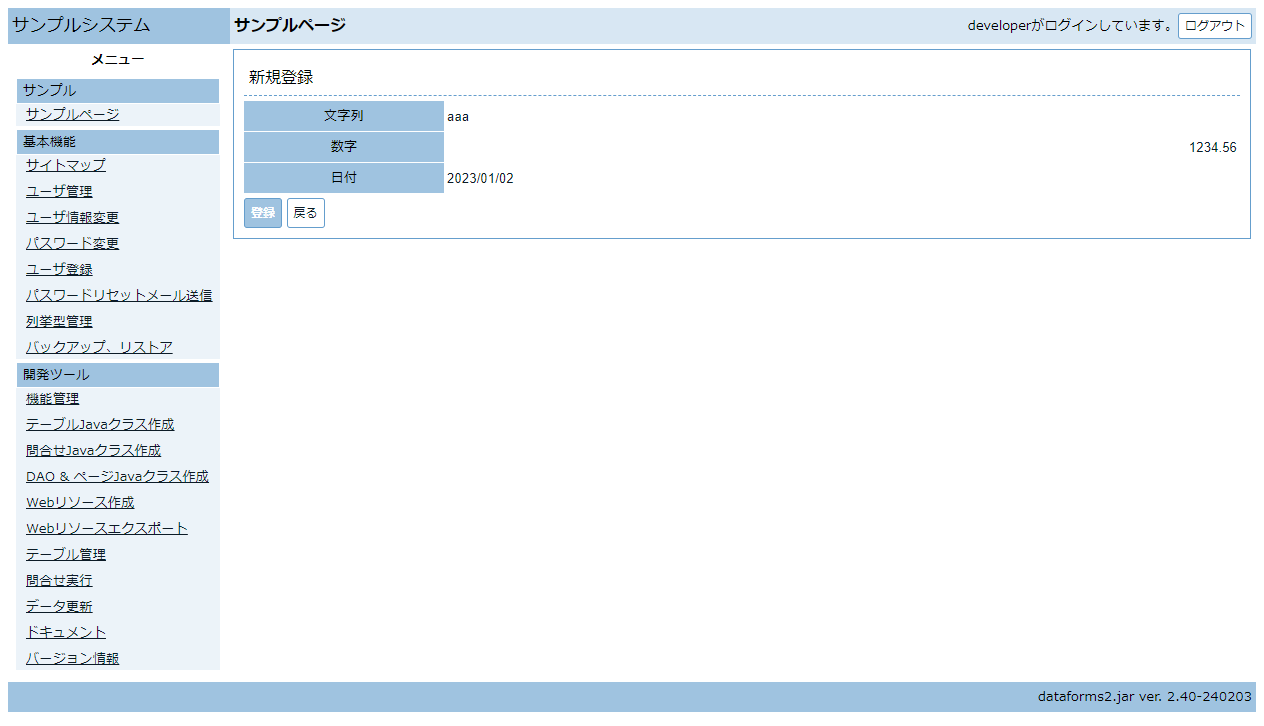 サンプルシステム
サンプルページ
developerがログインしています。 ログアウト
メニュー
サンプル
サンプルページ
基本機能
サイトマップ
ユーザ管理
ユーザ情報変更
パスワード変更
ユーザ登録
パスワードリセットメール送信
列挙型管理
バックアップ、リストア
開発ツール
機能管理
テーブルJavaクラス作成
問合せJavaクラス作成
DAO & ページJavaクラス作成
Webリソース作成
Webリソースエクスポート
テーブル管理
問合せ実行
データ更新
ドキュメント
バージョン情報
新規登録
文字列 aaa
数字 1234.56
日付 2023/01/02
登録 戻る
dataforms2.jar ver. 2.40-240203